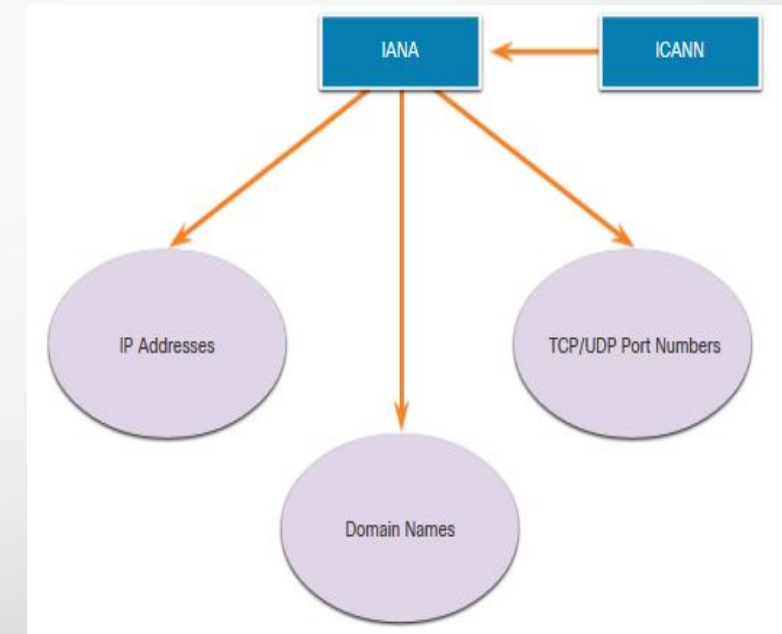 IANA
ICANN
IP Addresses
TCP/UDP Port Numbers
Domain Names